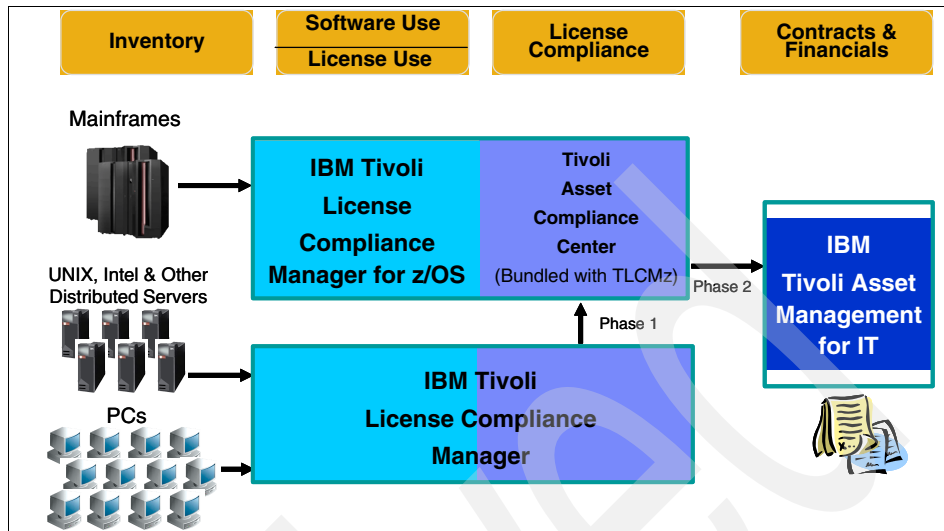 Inventory
Software Use
License Use
License
Compliance
Contracts &
Financials
Mainframes
IBM Tivoli
License
Compliance
Manager for z/OS
Tivoli
Asset
Compliance
Center
(Bundled with TLCMz)
UNIX, Intel & Other
Distributed Servers
Phase 2
IBM
Tivoli Asset
Management
for IT
Phase 1
PCs
IBM Tivoli
License Compliance
Manager